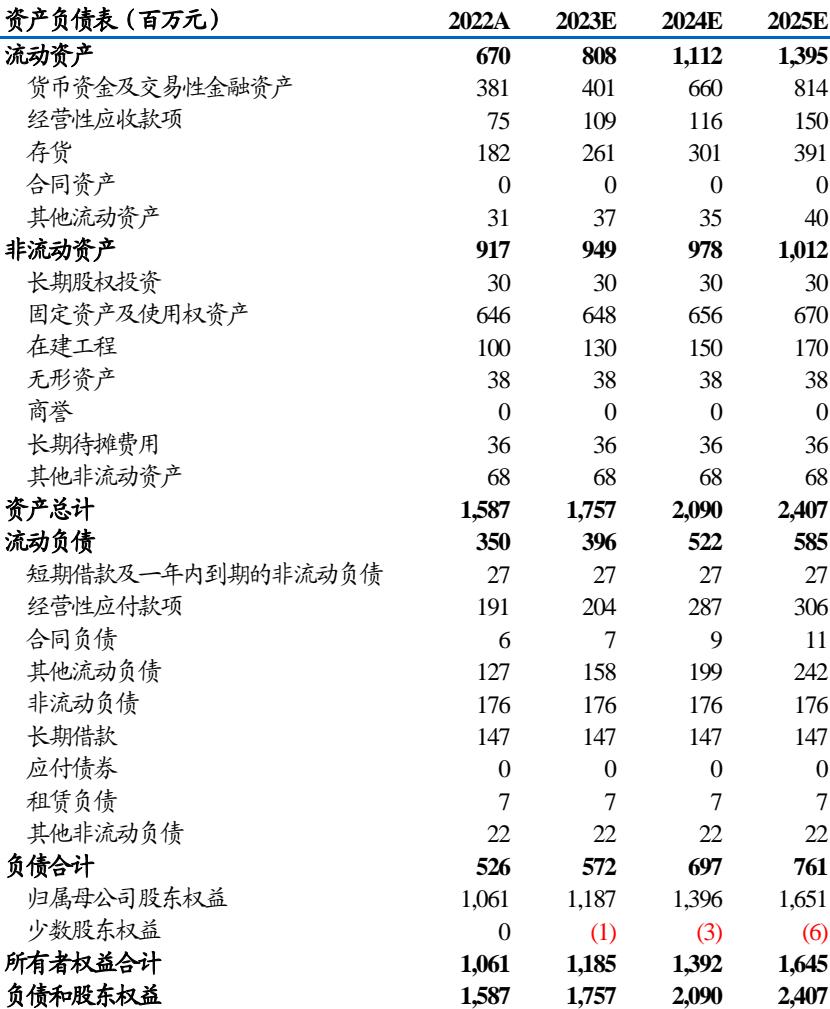 资产负债表（百万元） 2022A 2023E 2024E 2025E
流动资产 670 808 1,112 1,395
货币资金及交易性金融资产 381 401 660 814
经营性应收款项 75 109 116 150
存货 182 261 301 391
合同资产 0 0 0 0
其他流动资产 31 37 35 40
非流动资产 917 949 978 1,012
长期股权投资 30 30 30 30
固定资产及使用权资产 646 648 656 670
在建工程 100 130 150 170
无形资产 38 38 38 38
商誉 0 0 0 0
长期待摊费用 36 36 36 36
其他非流动资产 68 68 68 68
资产总计 1,587 1,757 2,090 2,407
流动负债 350 396 522 585
短期借款及一年内到期的非流动负债 27 27 27 27
经营性应付款项 191 204 287 306
合同负债 6 7 9 11
其他流动负债 127 158 199 242
非流动负债 176 176 176 176
长期借款 147 147 147 147
应付债券 0 0 0 0
租赁负债 7 7 7 7
其他非流动负债 22 22 22 22
负债合计 526 572 697 761
归属母公司股东权益 1,061 1,187 1,396 1,651
少数股东权益 0 (1) (3) (6)
所有者权益合计 1,061 1,185 1,392 1,645
负债和股东权益 1,587 1,757 2,090 2,407